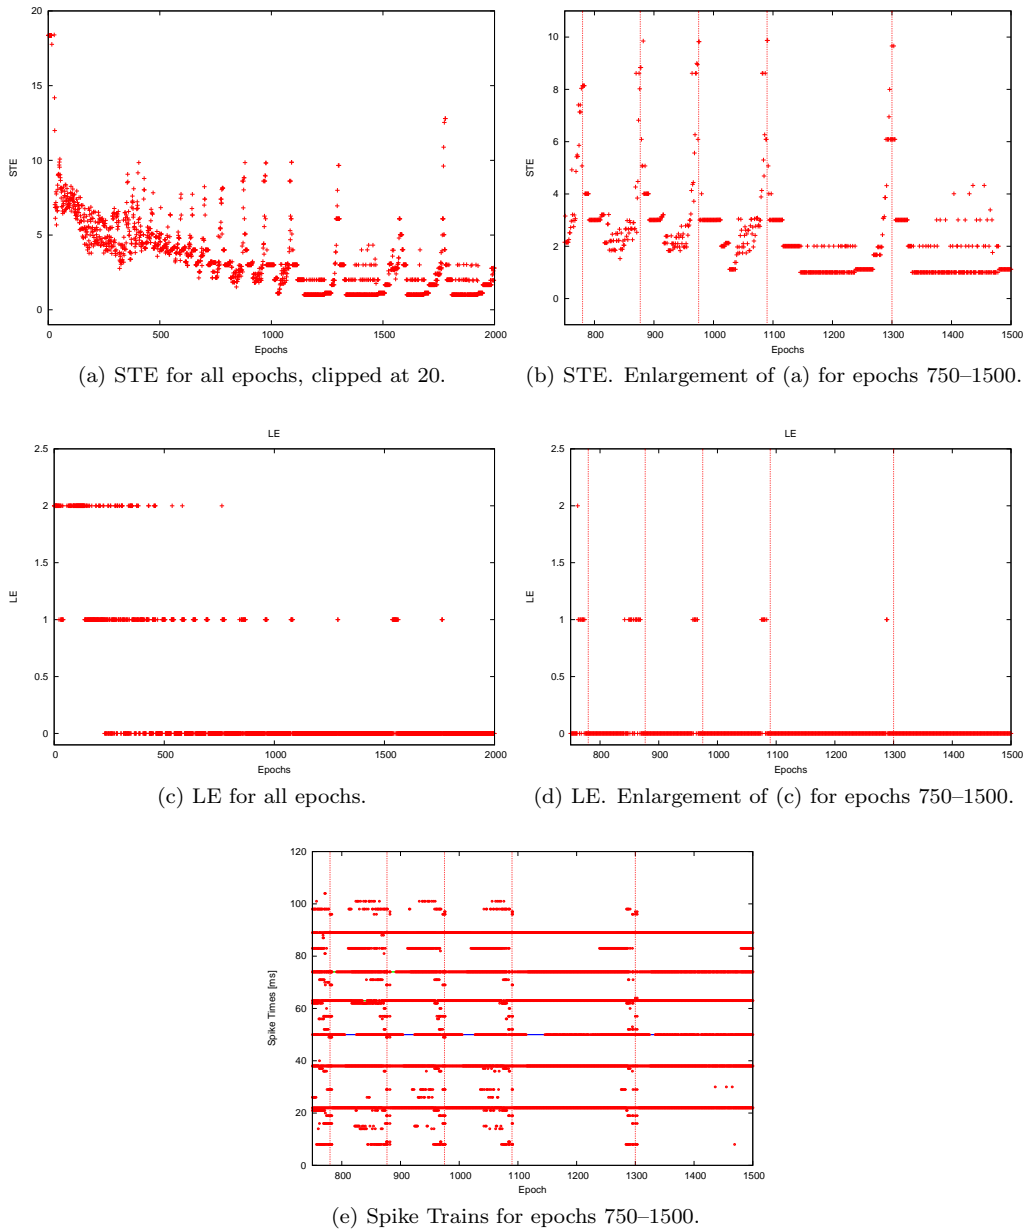 20
15
10
5
0
STE
0 500 1000 1500 2000
Epochs
10
8
6
4
2
0
STE
800 900 1000 1100 1200 1300 1400 1500
Epochs
(a) STE for all epochs, clipped at 20.
(b) STE. Enlargement of (a) for epochs 750–1500.
LE
2.5
2
1.5
1
0.5
0
LE
0 500 1000 1500 2000
Epochs
LE
2.5
2
1.5
1
0.5
0
LE
800 900 1000 1100 1200 1300 1400 1500
Epochs
(c) LE for all epochs.
(d) LE. Enlargement of (c) for epochs 750–1500.
120
100
80
60
40
20
0
Spike Times [ms]
800 900 1000 1100 1200 1300 1400 1500
Epoch
(e) Spike Trains for epochs 750–1500.